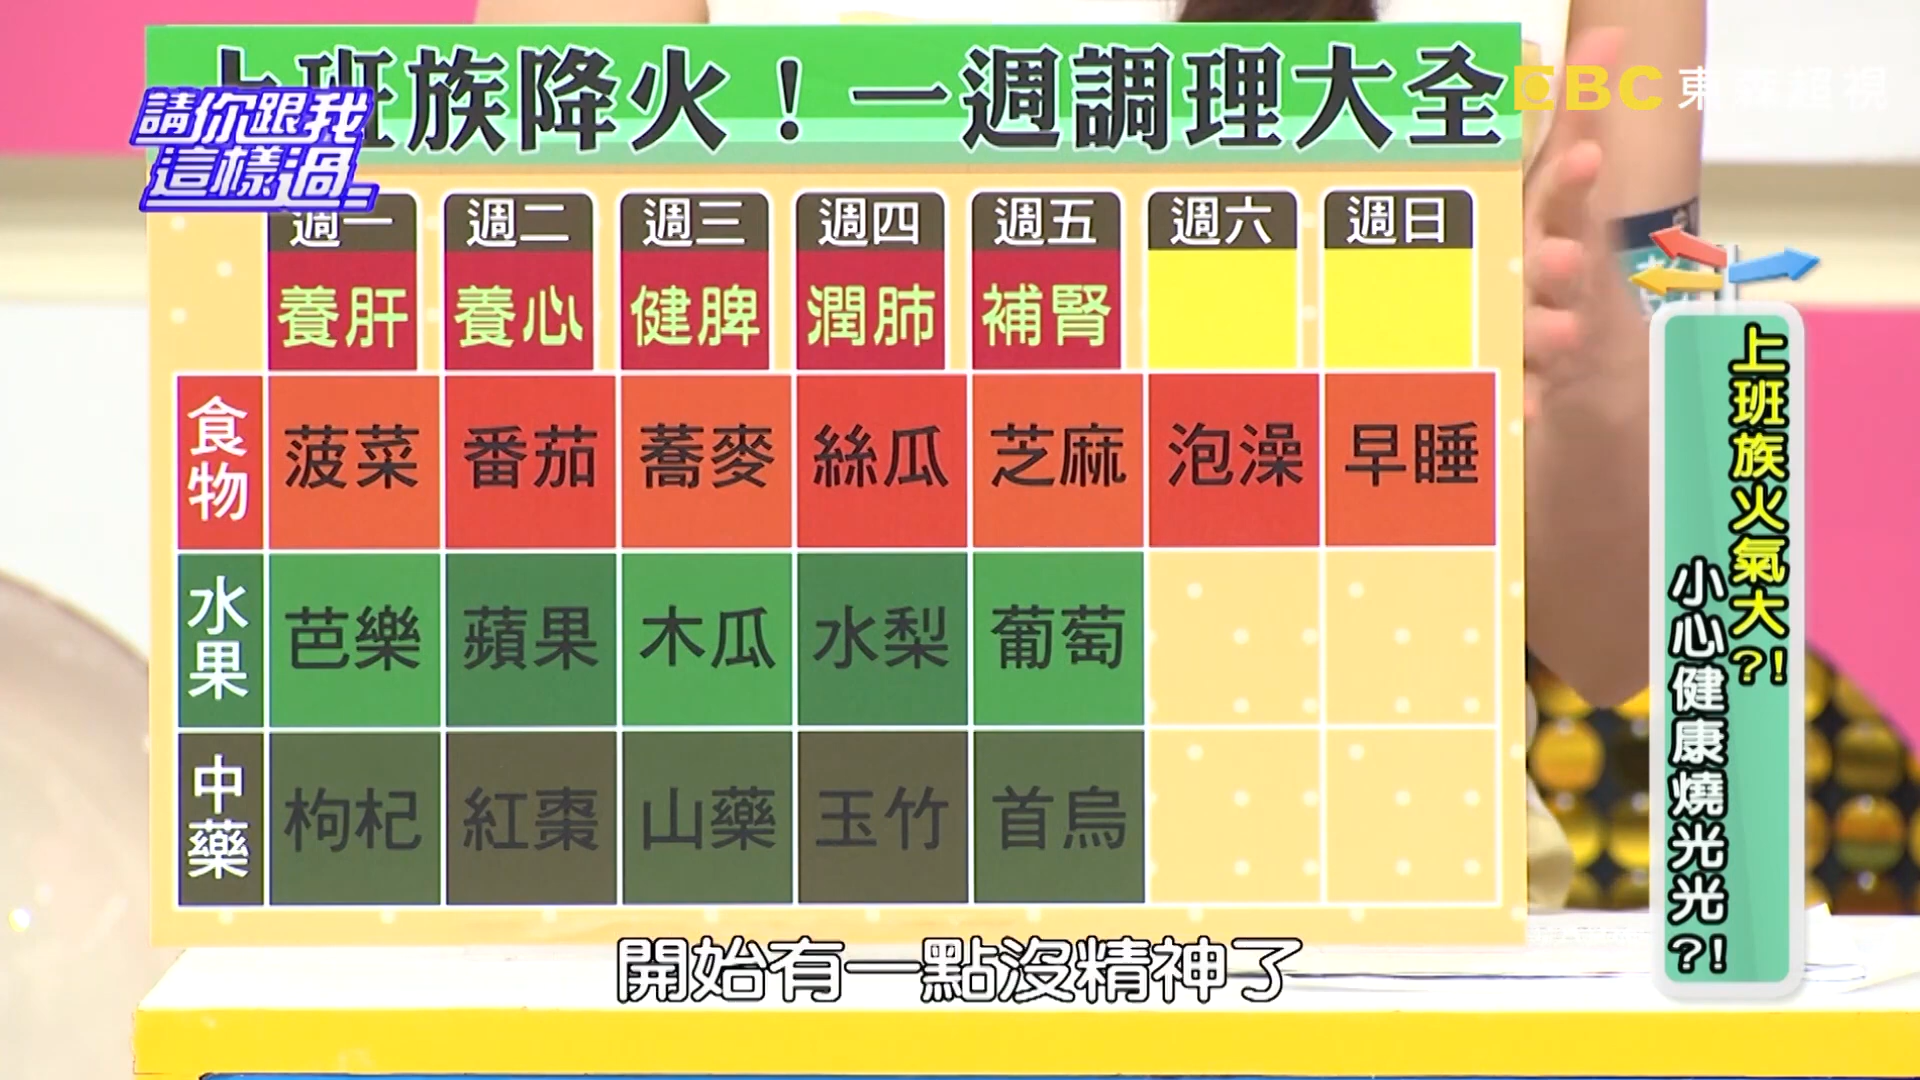 上班族降火！一週調理大全
EBC 東森超視
請你跟我
這樣過
週一 週二 週三 週四 週五 週六 週日
養肝 養心 健脾 潤肺 補腎
食物 菠菜 番茄 蕎麥 絲瓜 芝麻 泡澡 早睡
水果 芭樂 蘋果 木瓜 水梨 葡萄
中藥 枸杞 紅棗 山藥 玉竹 首烏
上班族火氣大?!
小心健康燒光光?!
開始有一點沒精神了